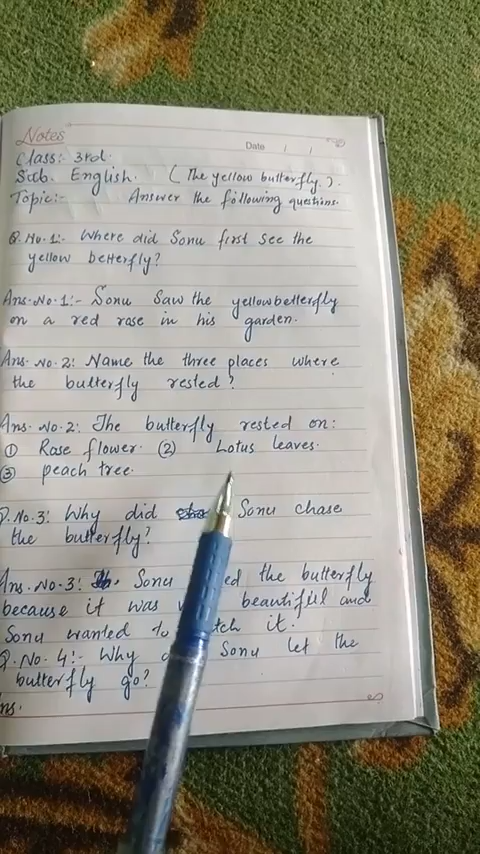 Notes
Date / /
Class:- 3rd.
Sub. English. (The yellow butterfly.).
Topic:- Answer the following questions.
Q.No.1:- Where did Sonu first see the
yellow betterfly?
Ans.No.1:- Sonu Saw the yellowbetterfly
on a red rose in his garden.
Ans.No.2: Name the three places where
the butterfly rested?
Ans.No.2: The butterfly rested on:
① Rose flower. (2) Lotus leaves.
③ peach tree.
Q.No.3: Why did Sonu chase
the butterfly?
Ans.No.3: Sonu ed the butterfly
because it was beautiful and
Sonu wanted to tch it.
Q.No.4:- Why Sonu let the
butterfly go?
ns.